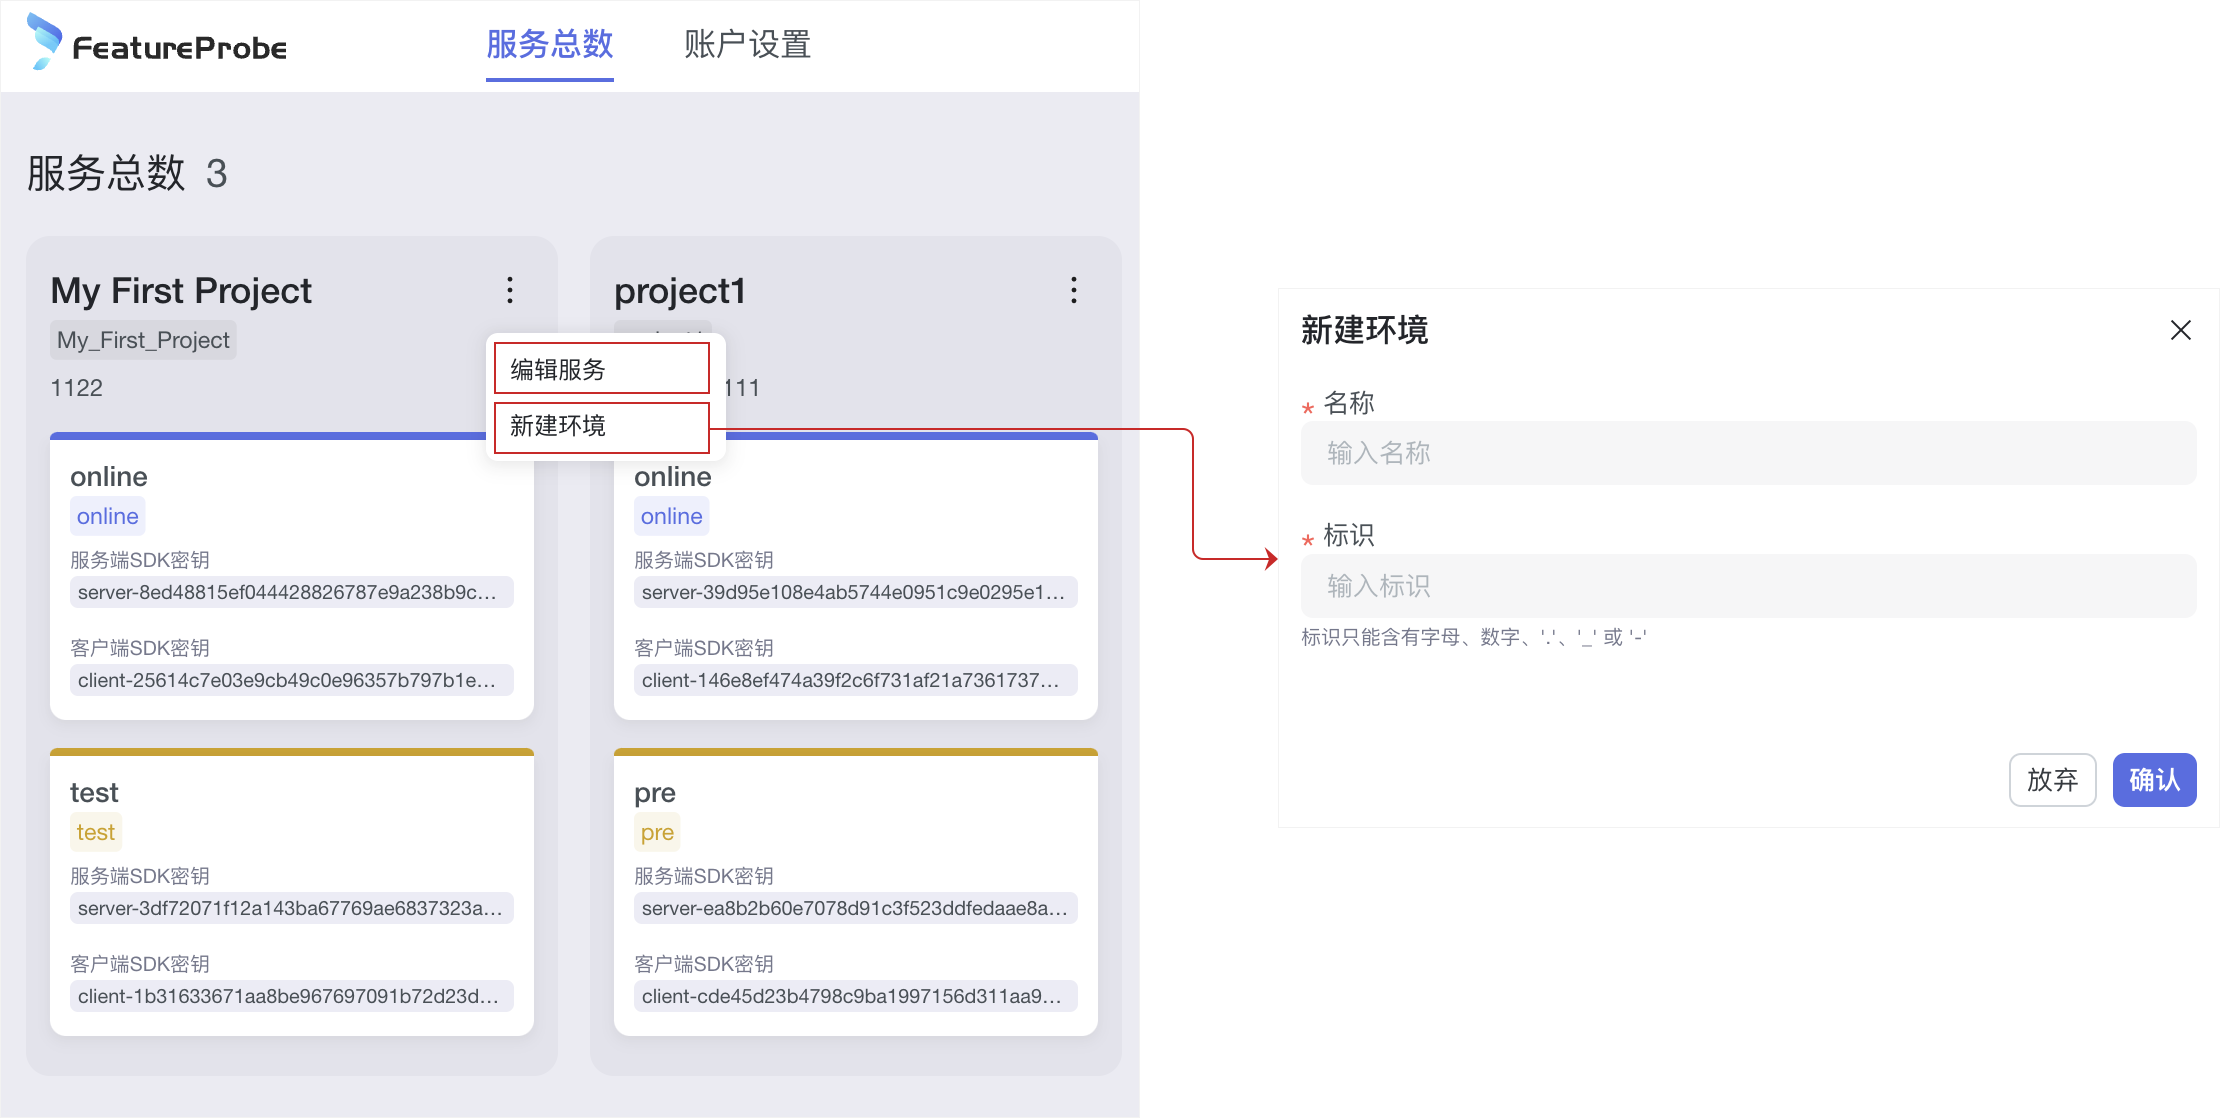 FeatureProbe
服务总数
账户设置
服务总数 3
My First Project
My_First_Project
1122
编辑服务
新建环境
online
online
服务端SDK密钥
server-8ed48815ef044428826787e9a238b9c...
客户端SDK密钥
client-25614c7e03e9cb49c0e96357b797b1e...
test
test
服务端SDK密钥
server-3df72071f12a143ba67769ae6837323a...
客户端SDK密钥
client-1b31633671aa8be967697091b72d23d...
project1
111
online
online
服务端SDK密钥
server-39d95e108e4ab5744e0951c9e0295e1...
客户端SDK密钥
client-146e8ef474a39f2c6f731af21a7361737...
pre
pre
服务端SDK密钥
server-ea8b2b60e7078d91c3f523ddfedaae8a...
客户端SDK密钥
client-cde45d23b4798c9ba1997156d311aa9...
新建环境
* 名称
输入名称
* 标识
输入标识
标识只能含有字母、数字、'.'、'_' 或 '-'
放弃
确认